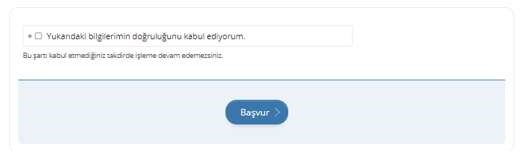 Yukarıdaki bilgilerimin doğruluğunu kabul ediyorum.
Bu şartı kabul etmediğiniz takdirde işleme devam edemezsiniz.
Başvur